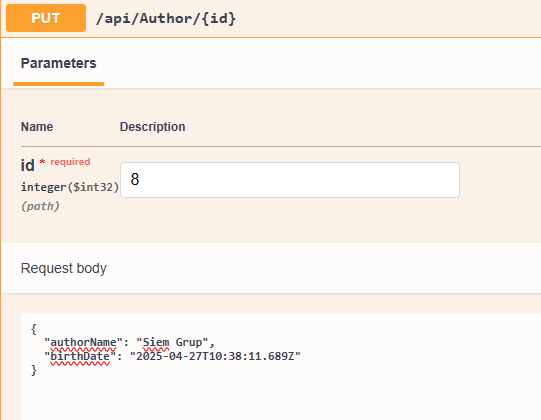 PUT /api/Author/{id}
Parameters
Name Description
id * required
8
integer($int32)
(path)
Request body
{
"authorName": "Siem Grup",
"birthDate": "2025-04-27T10:38:11.689Z"
}